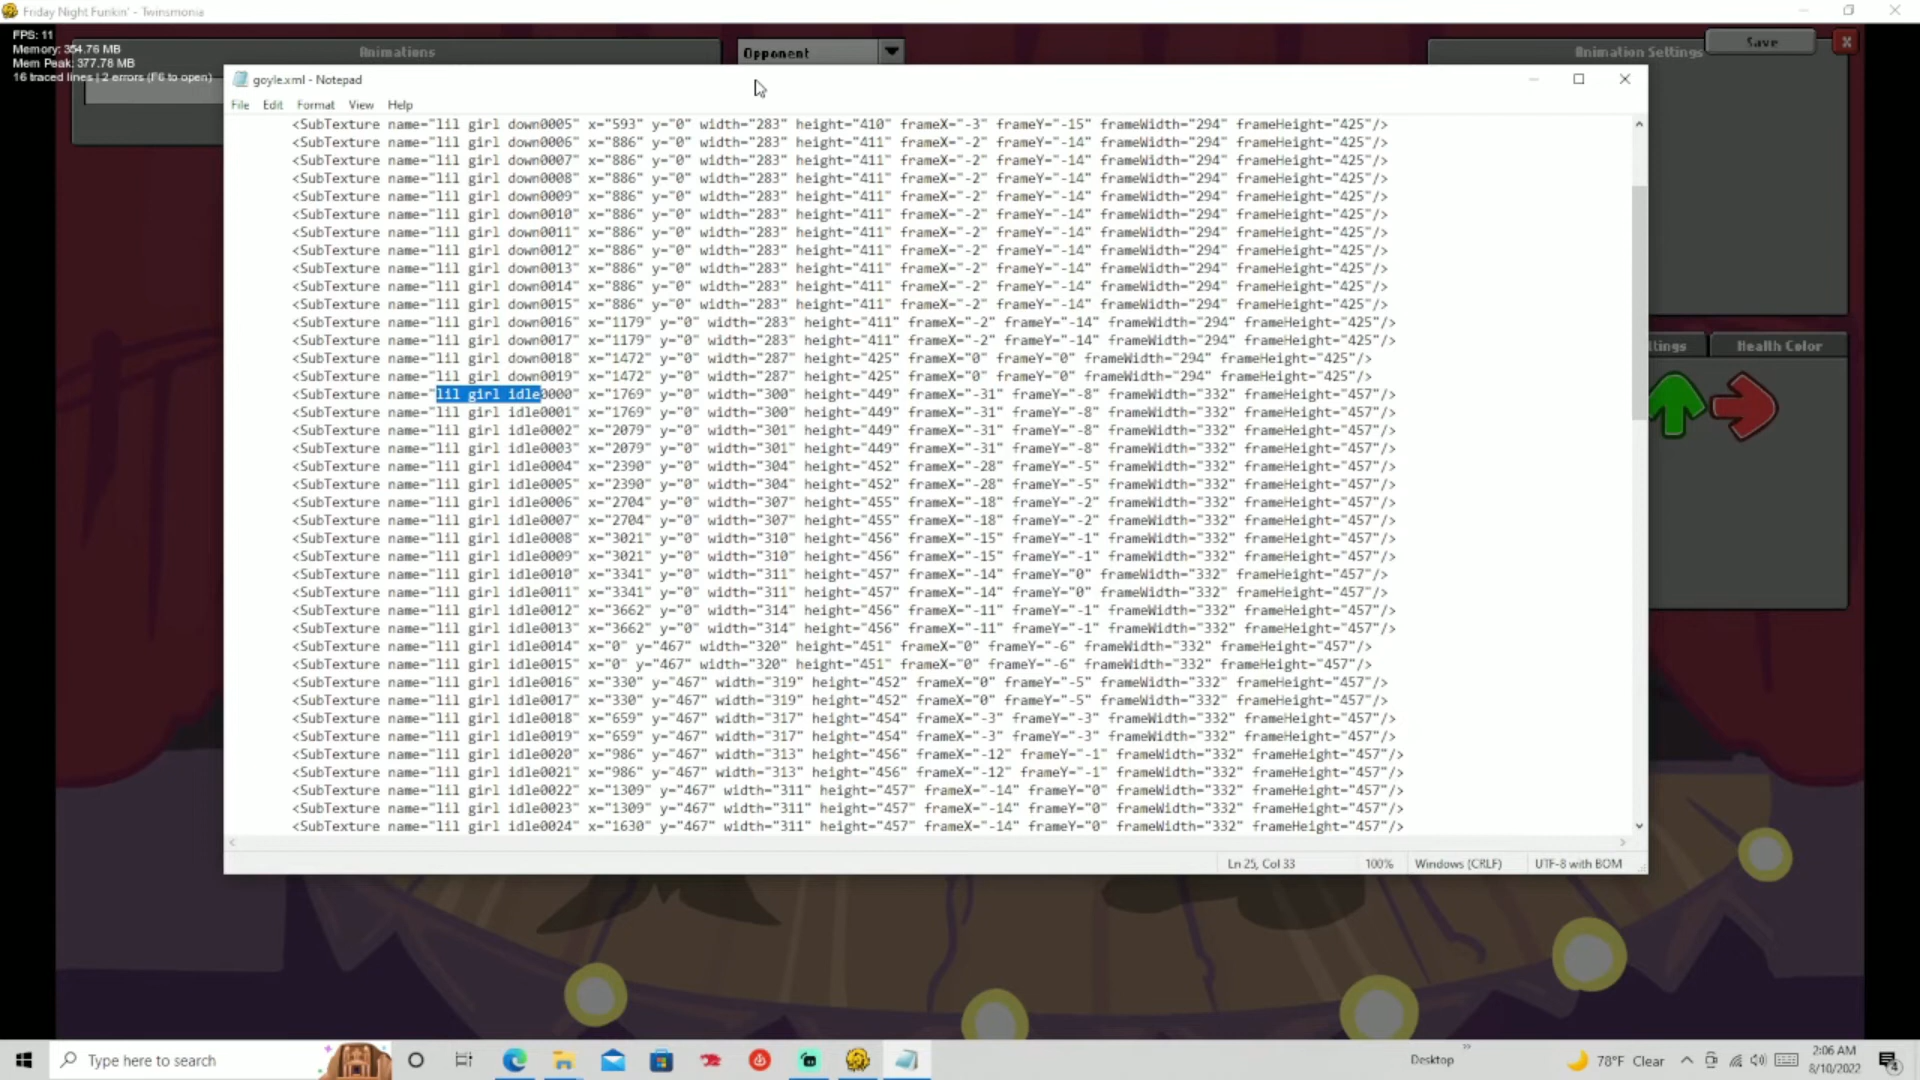 Friday Night Funkin' - Twinsmonia
FPS: 11
Memory: 354.76 MB
Mem Peak: 377.78 MB
16 traced lines | 2 errors (F6 to open)
Animations
Opponent
Animation Settings
Save
X
goyle.xml - Notepad
File Edit Format View Help
<SubTexture name="lil girl down0005" x="593" y="0" width="283" height="410" frameX="-3" frameY="-15" frameWidth="294" frameHeight="425"/>
<SubTexture name="lil girl down0006" x="886" y="0" width="283" height="411" frameX="-2" frameY="-14" frameWidth="294" frameHeight="425"/>
<SubTexture name="lil girl down0007" x="886" y="0" width="283" height="411" frameX="-2" frameY="-14" frameWidth="294" frameHeight="425"/>
<SubTexture name="lil girl down0008" x="886" y="0" width="283" height="411" frameX="-2" frameY="-14" frameWidth="294" frameHeight="425"/>
<SubTexture name="lil girl down0009" x="886" y="0" width="283" height="411" frameX="-2" frameY="-14" frameWidth="294" frameHeight="425"/>
<SubTexture name="lil girl down0010" x="886" y="0" width="283" height="411" frameX="-2" frameY="-14" frameWidth="294" frameHeight="425"/>
<SubTexture name="lil girl down0011" x="886" y="0" width="283" height="411" frameX="-2" frameY="-14" frameWidth="294" frameHeight="425"/>
<SubTexture name="lil girl down0012" x="886" y="0" width="283" height="411" frameX="-2" frameY="-14" frameWidth="294" frameHeight="425"/>
<SubTexture name="lil girl down0013" x="886" y="0" width="283" height="411" frameX="-2" frameY="-14" frameWidth="294" frameHeight="425"/>
<SubTexture name="lil girl down0014" x="886" y="0" width="283" height="411" frameX="-2" frameY="-14" frameWidth="294" frameHeight="425"/>
<SubTexture name="lil girl down0015" x="886" y="0" width="283" height="411" frameX="-2" frameY="-14" frameWidth="294" frameHeight="425"/>
<SubTexture name="lil girl down0016" x="1179" y="0" width="283" height="411" frameX="-2" frameY="-14" frameWidth="294" frameHeight="425"/>
<SubTexture name="lil girl down0017" x="1179" y="0" width="283" height="411" frameX="-2" frameY="-14" frameWidth="294" frameHeight="425"/>
<SubTexture name="lil girl down0018" x="1472" y="0" width="287" height="425" frameX="0" frameY="0" frameWidth="294" frameHeight="425"/>
<SubTexture name="lil girl down0019" x="1472" y="0" width="287" height="425" frameX="0" frameY="0" frameWidth="294" frameHeight="425"/>
<SubTexture name="lil girl idle0000" x="1769" y="0" width="300" height="449" frameX="-31" frameY="-8" frameWidth="332" frameHeight="457"/>
<SubTexture name="lil girl idle0001" x="1769" y="0" width="300" height="449" frameX="-31" frameY="-8" frameWidth="332" frameHeight="457"/>
<SubTexture name="lil girl idle0002" x="2079" y="0" width="301" height="449" frameX="-31" frameY="-8" frameWidth="332" frameHeight="457"/>
<SubTexture name="lil girl idle0003" x="2079" y="0" width="301" height="449" frameX="-31" frameY="-8" frameWidth="332" frameHeight="457"/>
<SubTexture name="lil girl idle0004" x="2390" y="0" width="304" height="452" frameX="-28" frameY="-5" frameWidth="332" frameHeight="457"/>
<SubTexture name="lil girl idle0005" x="2390" y="0" width="304" height="452" frameX="-28" frameY="-5" frameWidth="332" frameHeight="457"/>
<SubTexture name="lil girl idle0006" x="2704" y="0" width="307" height="455" frameX="-18" frameY="-2" frameWidth="332" frameHeight="457"/>
<SubTexture name="lil girl idle0007" x="2704" y="0" width="307" height="455" frameX="-18" frameY="-2" frameWidth="332" frameHeight="457"/>
<SubTexture name="lil girl idle0008" x="3021" y="0" width="310" height="456" frameX="-15" frameY="-1" frameWidth="332" frameHeight="457"/>
<SubTexture name="lil girl idle0009" x="3021" y="0" width="310" height="456" frameX="-15" frameY="-1" frameWidth="332" frameHeight="457"/>
<SubTexture name="lil girl idle0010" x="3341" y="0" width="311" height="457" frameX="-14" frameY="0" frameWidth="332" frameHeight="457"/>
<SubTexture name="lil girl idle0011" x="3341" y="0" width="311" height="457" frameX="-14" frameY="0" frameWidth="332" frameHeight="457"/>
<SubTexture name="lil girl idle0012" x="3662" y="0" width="314" height="456" frameX="-11" frameY="-1" frameWidth="332" frameHeight="457"/>
<SubTexture name="lil girl idle0013" x="3662" y="0" width="314" height="456" frameX="-11" frameY="-1" frameWidth="332" frameHeight="457"/>
<SubTexture name="lil girl idle0014" x="0" y="467" width="320" height="451" frameX="0" frameY="-6" frameWidth="332" frameHeight="457"/>
<SubTexture name="lil girl idle0015" x="0" y="467" width="320" height="451" frameX="0" frameY="-6" frameWidth="332" frameHeight="457"/>
<SubTexture name="lil girl idle0016" x="330" y="467" width="319" height="452" frameX="0" frameY="-5" frameWidth="332" frameHeight="457"/>
<SubTexture name="lil girl idle0017" x="330" y="467" width="319" height="452" frameX="0" frameY="-5" frameWidth="332" frameHeight="457"/>
<SubTexture name="lil girl idle0018" x="659" y="467" width="317" height="454" frameX="-3" frameY="-3" frameWidth="332" frameHeight="457"/>
<SubTexture name="lil girl idle0019" x="659" y="467" width="317" height="454" frameX="-3" frameY="-3" frameWidth="332" frameHeight="457"/>
<SubTexture name="lil girl idle0020" x="986" y="467" width="313" height="456" frameX="-12" frameY="-1" frameWidth="332" frameHeight="457"/>
<SubTexture name="lil girl idle0021" x="986" y="467" width="313" height="456" frameX="-12" frameY="-1" frameWidth="332" frameHeight="457"/>
<SubTexture name="lil girl idle0022" x="1309" y="467" width="311" height="457" frameX="-14" frameY="0" frameWidth="332" frameHeight="457"/>
<SubTexture name="lil girl idle0023" x="1309" y="467" width="311" height="457" frameX="-14" frameY="0" frameWidth="332" frameHeight="457"/>
<SubTexture name="lil girl idle0024" x="1630" y="467" width="311" height="457" frameX="-14" frameY="0" frameWidth="332" frameHeight="457"/>
ttings Health Color
Ln 25, Col 33 100% Windows (CRLF) UTF-8 with BOM
Type here to search
Desktop
78°F Clear
2:06 AM
8/10/2022
4